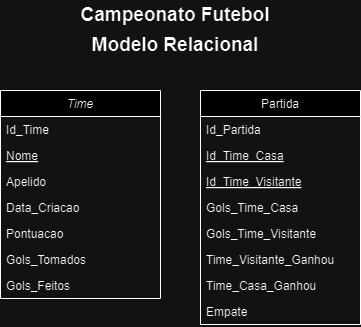 Campeonato Futebol
Modelo Relacional
Time
Id_Time
Nome
Apelido
Data_Criacao
Pontuacao
Gols_Tomados
Gols_Feitos
Partida
Id_Partida
Id_Time_Casa
Id_Time_Visitante
Gols_Time_Casa
Gols_Time_Visitante
Time_Visitante_Ganhou
Time_Casa_Ganhou
Empate